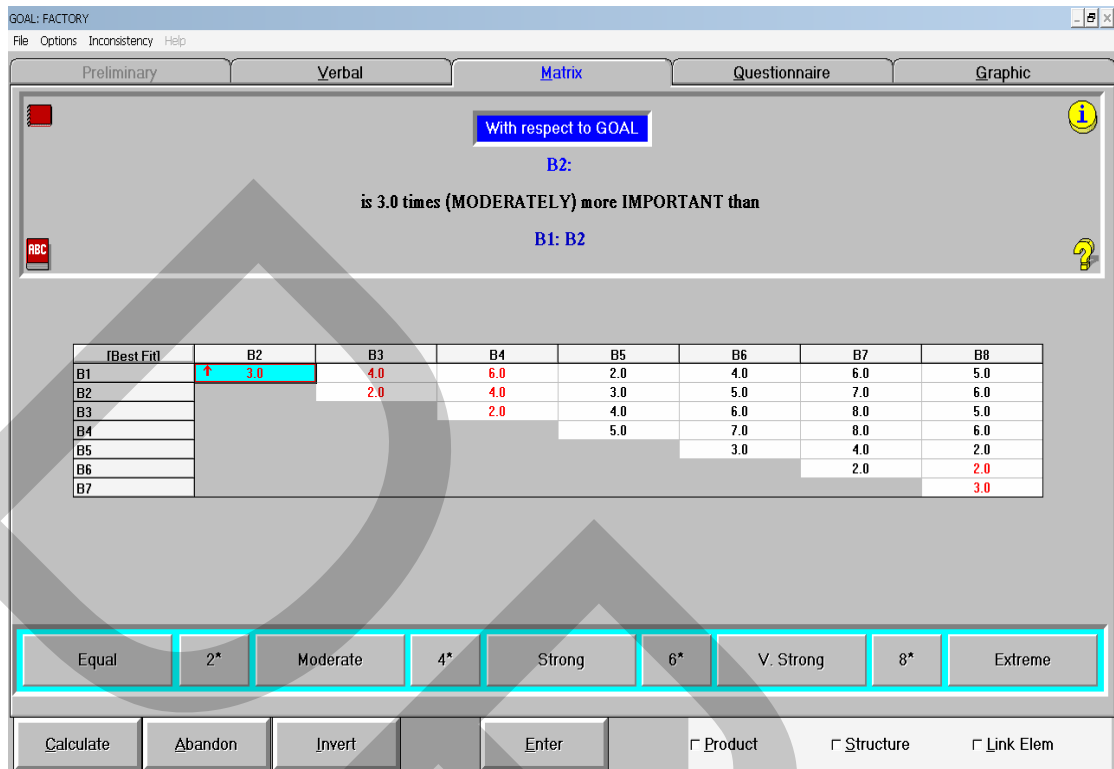 GOAL: FACTORY
File Options Inconsistency Help
Preliminary Verbal Matrix Questionnaire Graphic
With respect to GOAL
i
B2:
is 3.0 times (MODERATELY) more IMPORTANT than
B1: B2
ABC
?
[Best Fit] B2 B3 B4 B5 B6 B7 B8
B1 3.0 4.0 6.0 2.0 4.0 6.0 5.0
B2 2.0 4.0 3.0 5.0 7.0 6.0
B3 2.0 4.0 6.0 8.0 5.0
B4 5.0 7.0 8.0 6.0
B5 3.0 4.0 2.0
B6 2.0 2.0
B7 3.0
Equal 2* Moderate 4* Strong 6* V. Strong 8* Extreme
Calculate Abandon Invert Enter Product Structure Link Elem